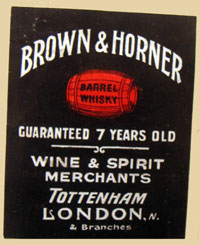 BROWN & HORNER
BARREL
WHISKY
GUARANTEED 7 YEARS OLD
WINE & SPIRIT
MERCHANTS
TOTTENHAM
LONDON, N.
& Branches